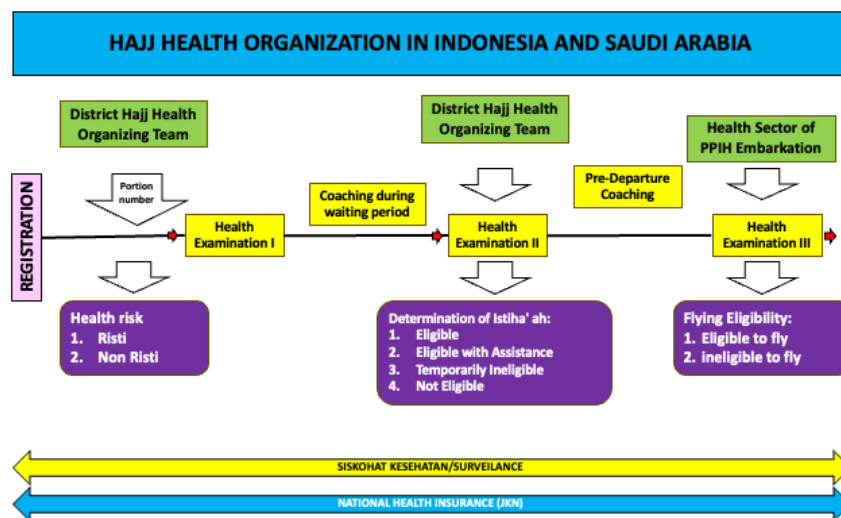 HAJJ HEALTH ORGANIZATION IN INDONESIA AND SAUDI ARABIA
District Hajj Health
Organizing Team
District Hajj Health
Organizing Team
Health Sector of
PPIH Embarkation
REGISTRATION
Portion
number
Health
Examination I
Coaching during
waiting period
Health
Examination II
Pre-Departure
Coaching
Health
Examination III
Health risk
1. Risti
2. Non Risti
Determination of Istiha' ah:
1. Eligible
2. Eligible with Assistance
3. Temporarily Ineligible
4. Not Eligible
Flying Eligibility:
1. Eligible to fly
2. ineligible to fly
SISKOHAT KESEHATAN/SURVEILANCE
NATIONAL HEALTH INSURANCE (JKN)